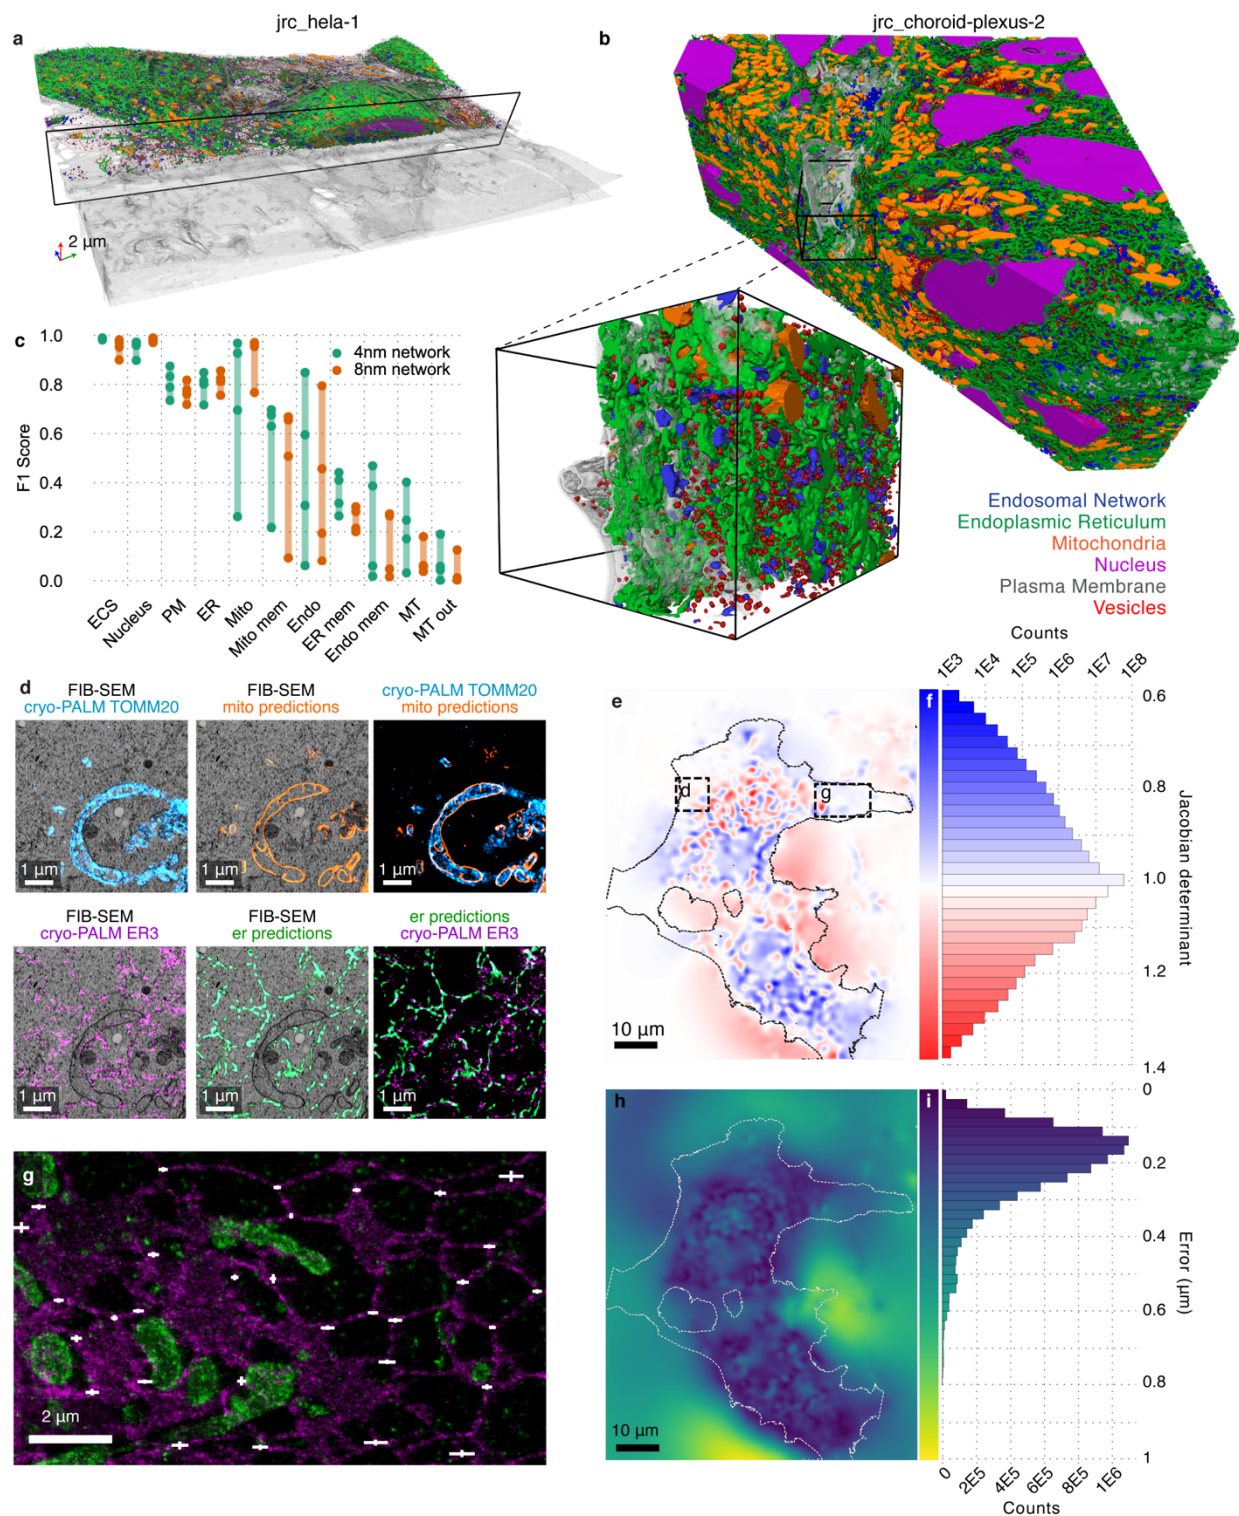 jrc_hela-1
jrc_choroid-plexus-2
a
b
2 µm
c
1.0
0.8
0.6
0.4
0.2
0.0
F1 Score
4nm network
8nm network
ECS
Nucleus
PM
ER
Mito
Mito mem
Endo
ER mem
Endo mem
MT
MT out
Endosomal Network
Endoplasmic Reticulum
Mitochondria
Nucleus
Plasma Membrane
Vesicles
d
FIB-SEM
cryo-PALM TOMM20
FIB-SEM
mito predictions
cryo-PALM TOMM20
mito predictions
1 µm
1 µm
1 µm
FIB-SEM
cryo-PALM ER3
FIB-SEM
er predictions
er predictions
cryo-PALM ER3
1 µm
1 µm
1 µm
e
d
g
10 µm
f
Counts
1E3
1E4
1E5
1E6
1E7
1E8
0.6
0.8
1.0
1.2
1.4
Jacobian determinant
g
2 µm
h
10 µm
i
0
0.2
0.4
0.6
0.8
1
Error (µm)
0
2E5
4E5
6E5
8E5
1E6
Counts